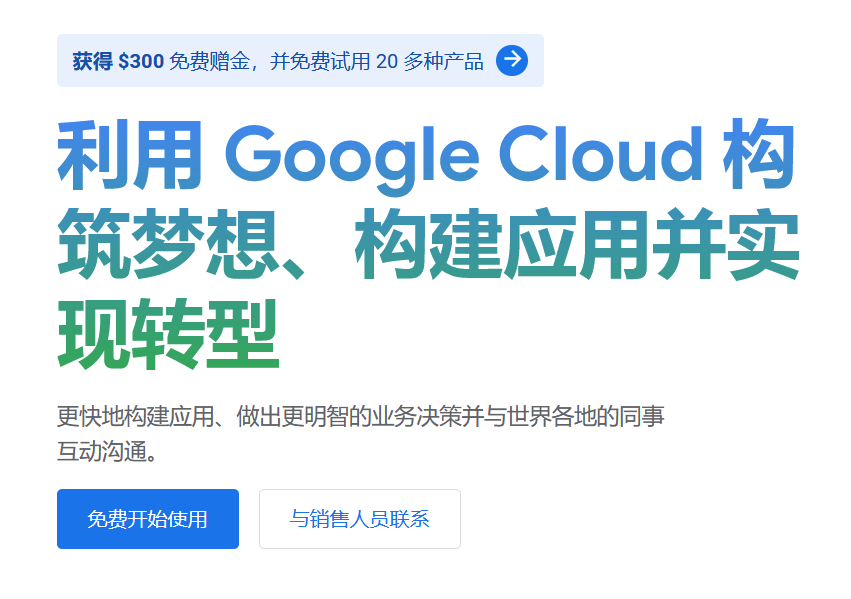 获得 $300 免费赠金，并免费试用 20 多种产品
利用 Google Cloud 构
筑梦想、构建应用并实
现转型
更快地构建应用、做出更明智的业务决策并与世界各地的同事
互动沟通。
免费开始使用
与销售人员联系